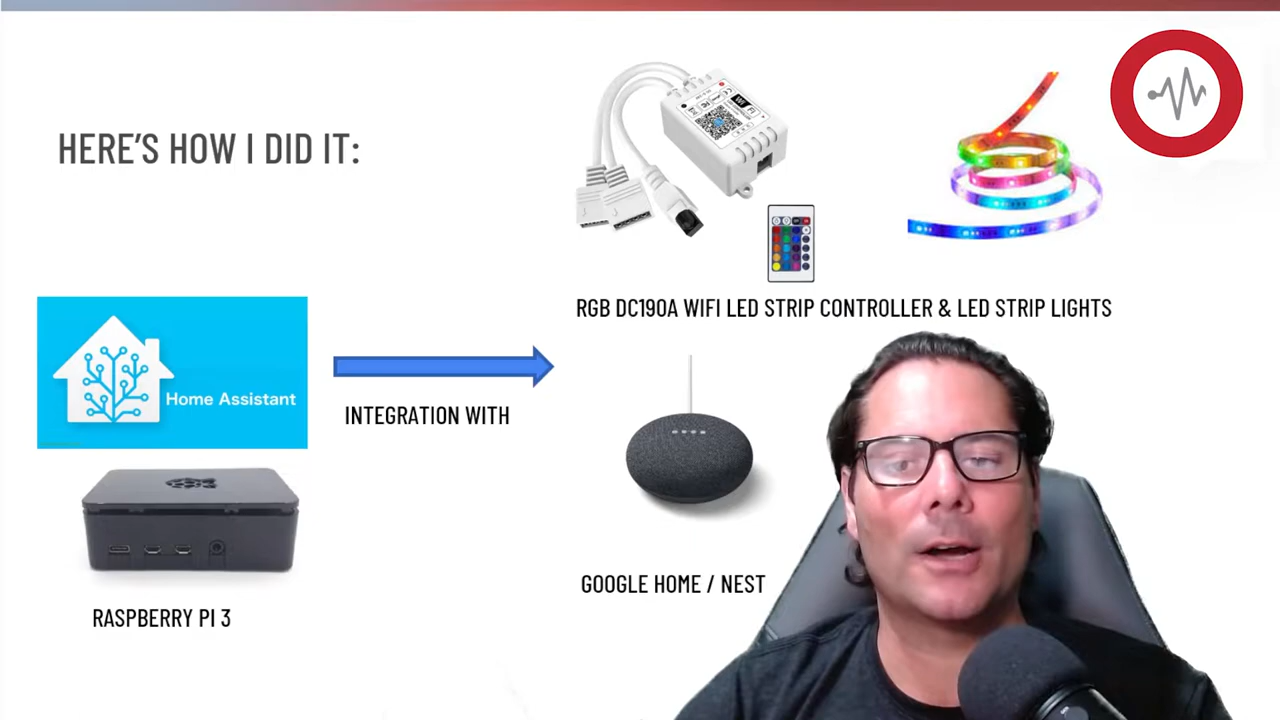 HERE'S HOW I DID IT:
RGB DC190A WIFI LED STRIP CONTROLLER & LED STRIP LIGHTS
Home Assistant
INTEGRATION WITH
GOOGLE HOME / NEST
RASPBERRY PI 3